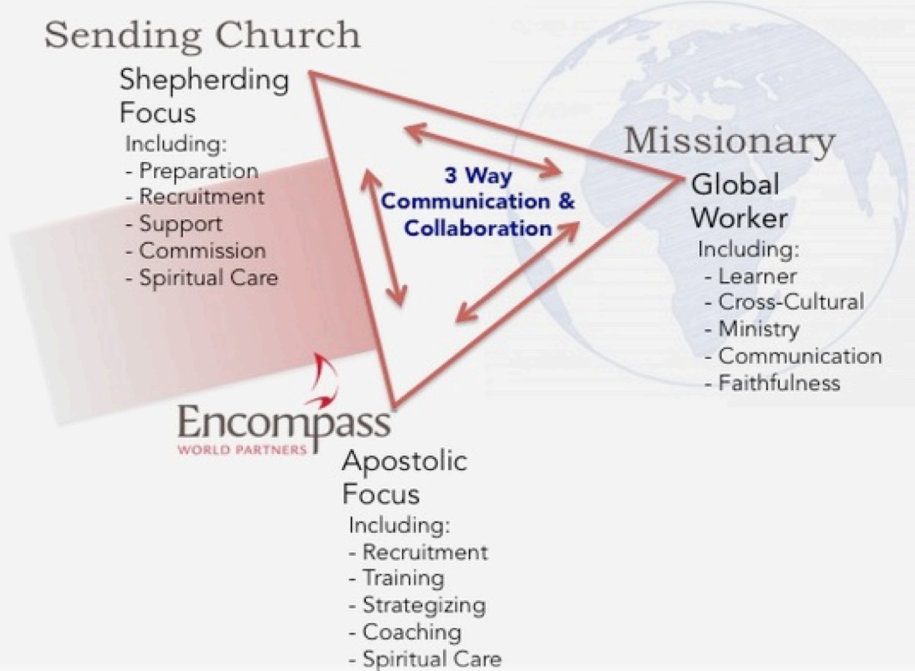 Sending Church
Shepherding
Focus
Including:
- Preparation
- Recruitment
- Support
- Commission
- Spiritual Care
3 Way
Communication &
Collaboration
Missionary
Global
Worker
Including:
- Learner
- Cross-Cultural
- Ministry
- Communication
- Faithfulness
Encompass
WORLD PARTNERS
Apostolic
Focus
Including:
- Recruitment
- Training
- Strategizing
- Coaching
- Spiritual Care